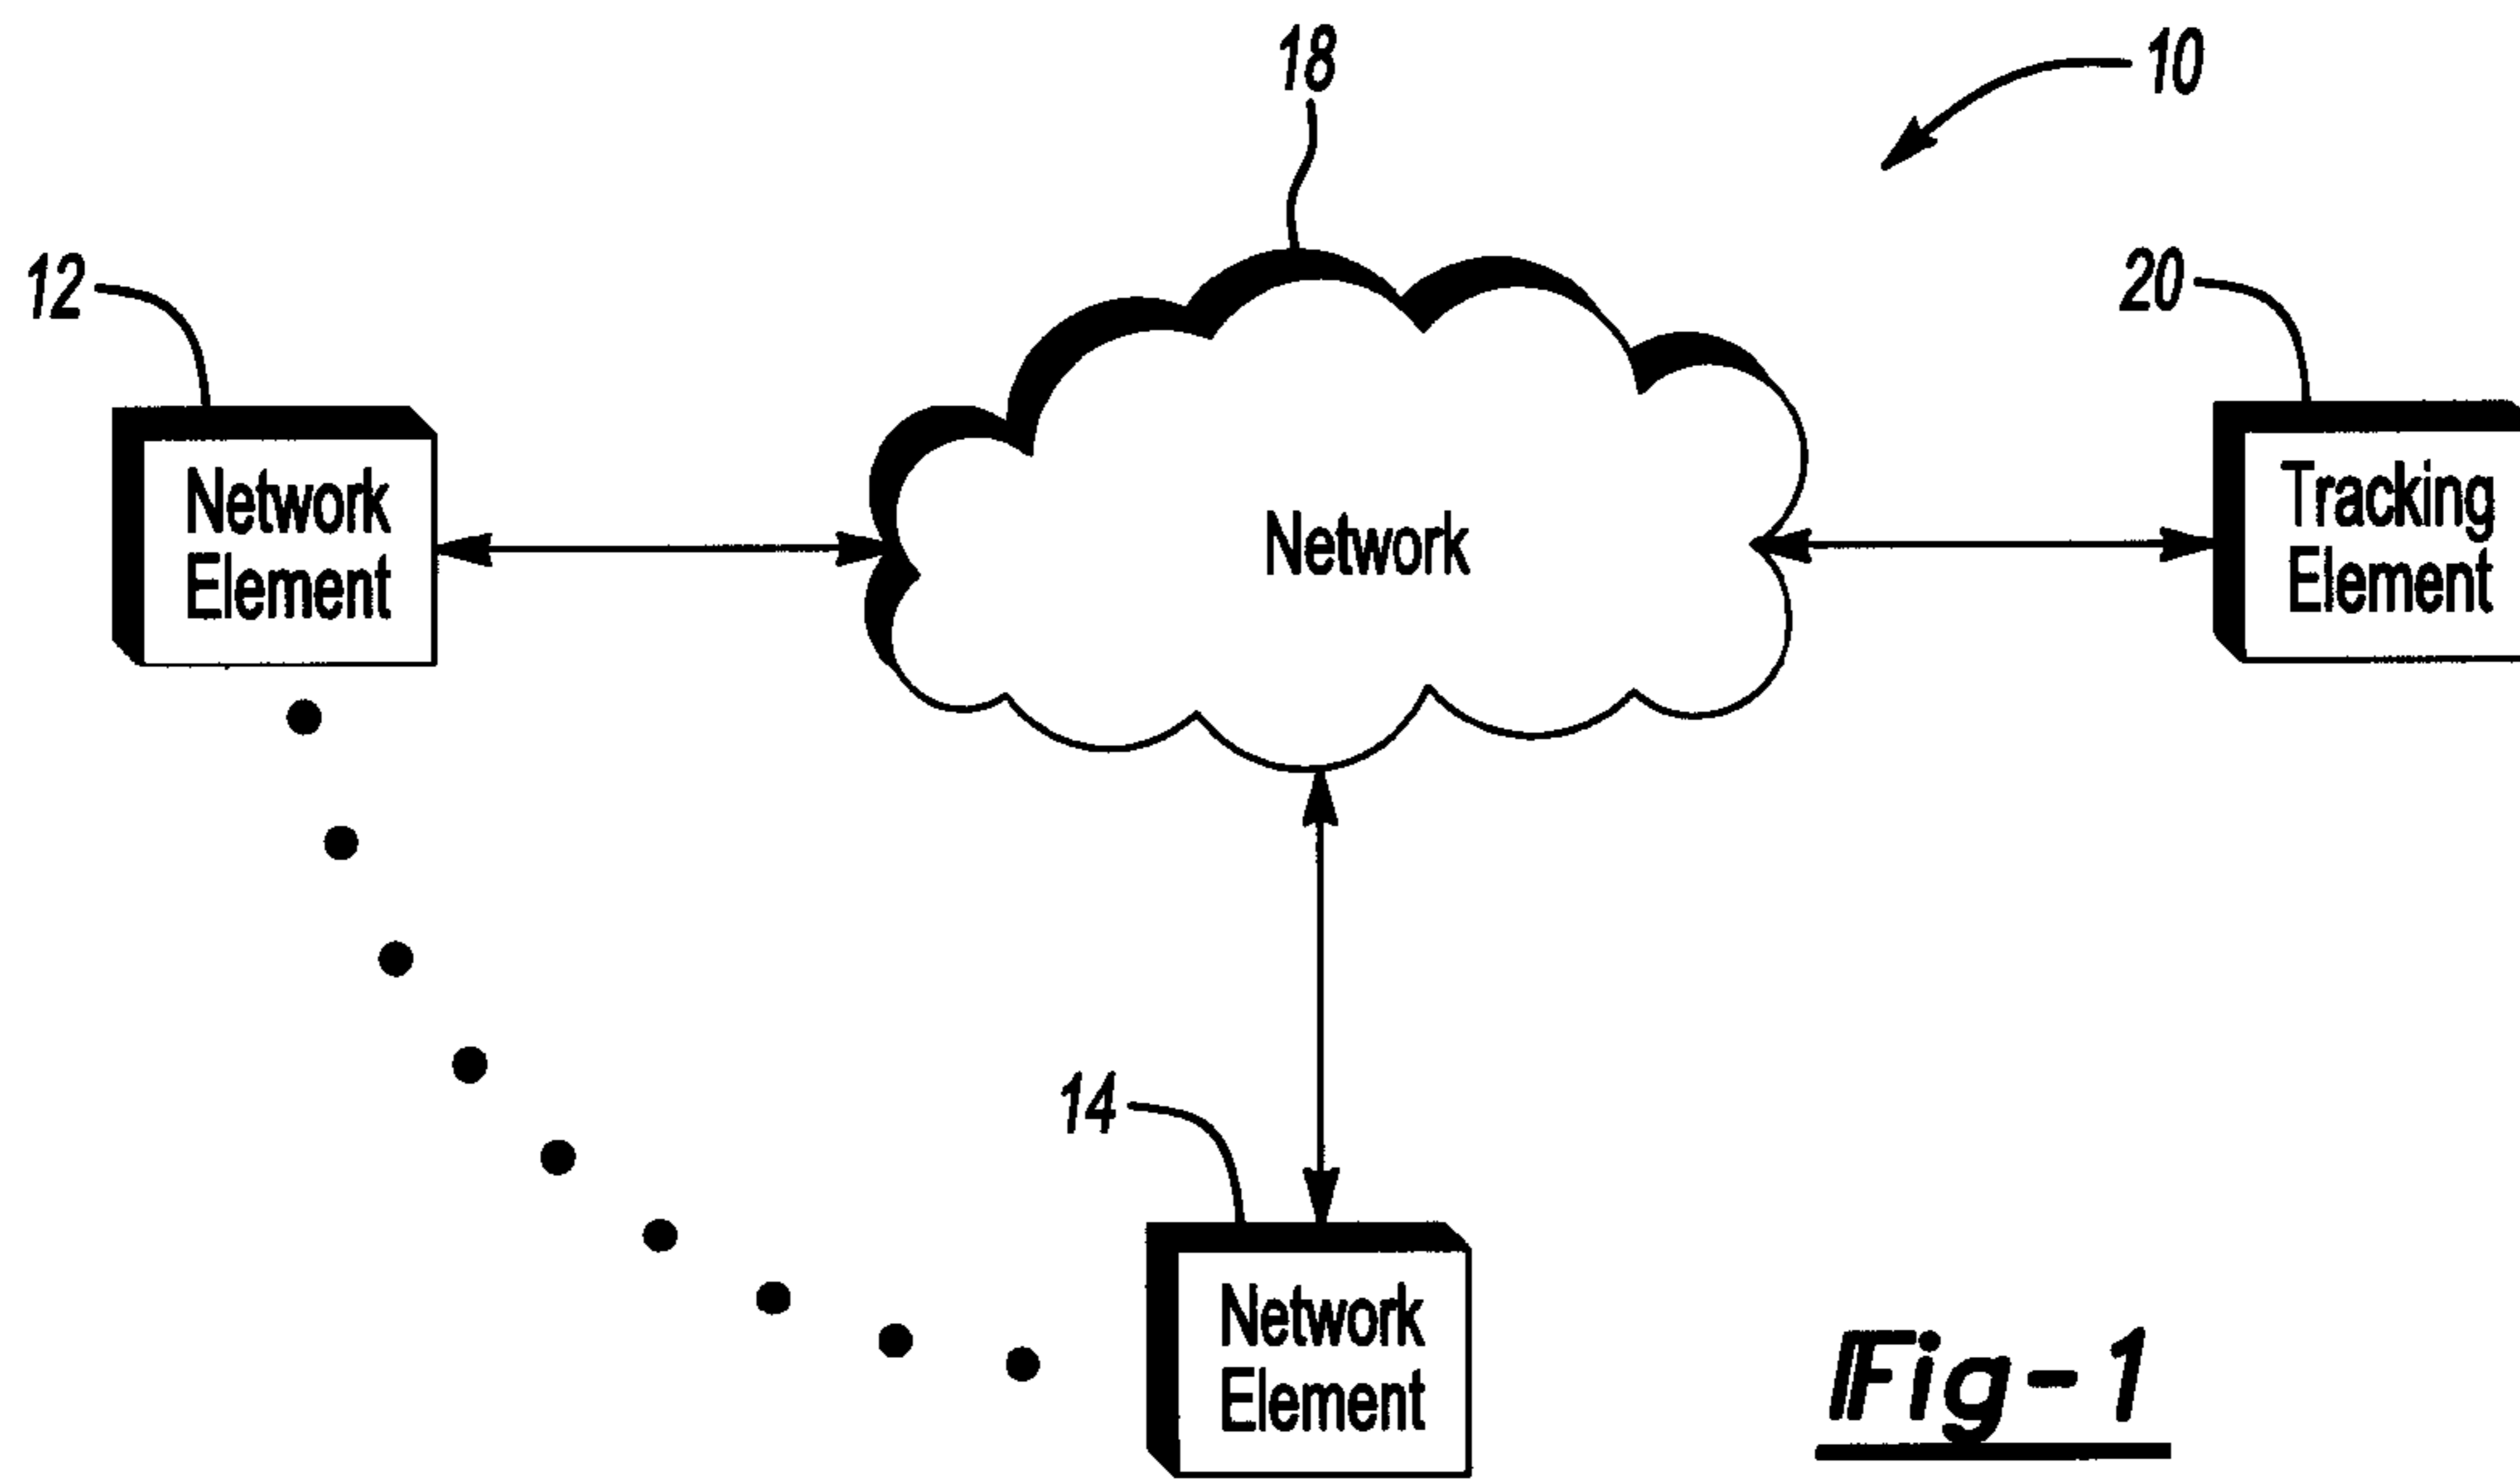 18
10
12
20
Network
Element
Network
Tracking
Element
14
Network
Element
Fig-1